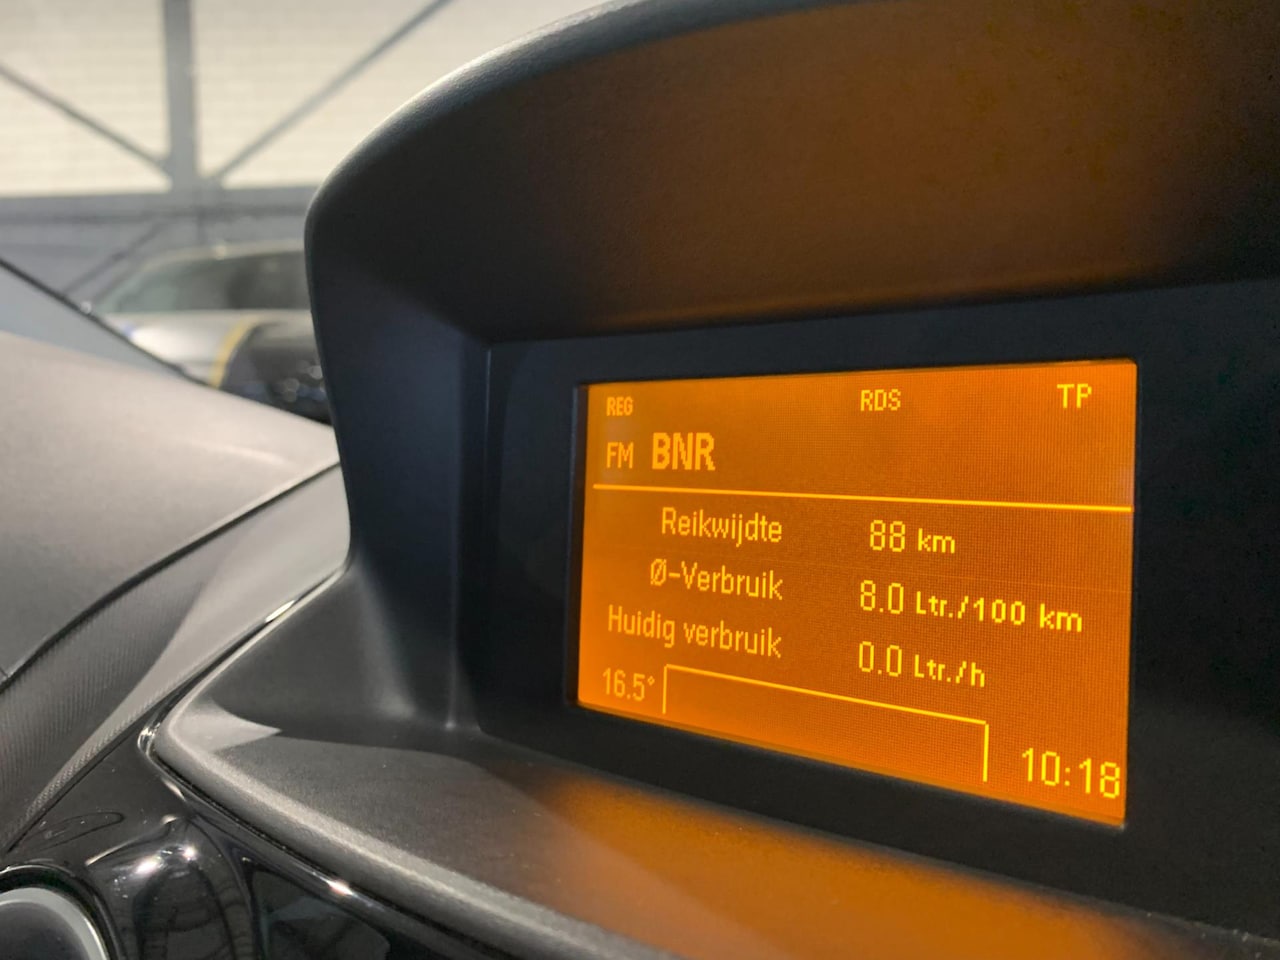 REG RDS TP
FM BNR
Reikwijdte 88 km
Ø-Verbruik 8.0 Ltr./100 km
Huidig verbruik 0.0 Ltr./h
16.5°
10:18